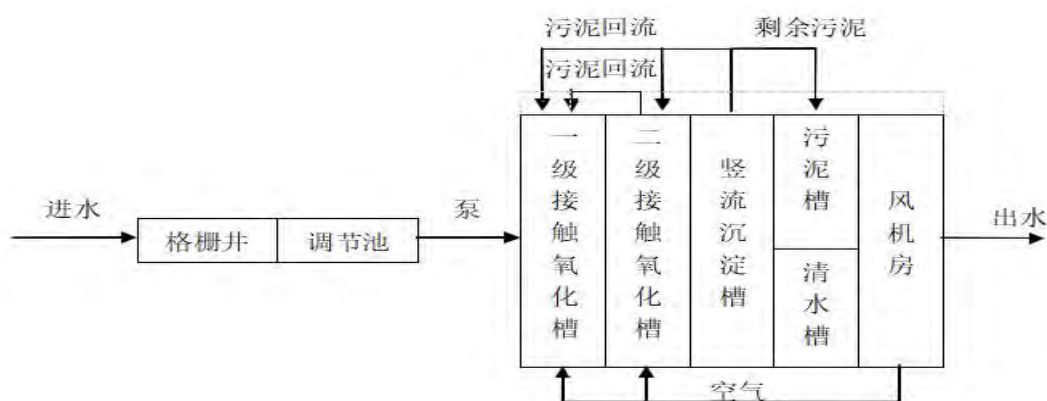 污泥回流
剩余污泥
污泥回流
进水
格栅井
调节池
泵
一级接触氧化槽
二级接触氧化槽
竖流沉淀槽
污泥槽
清水槽
风机房
出水
空气